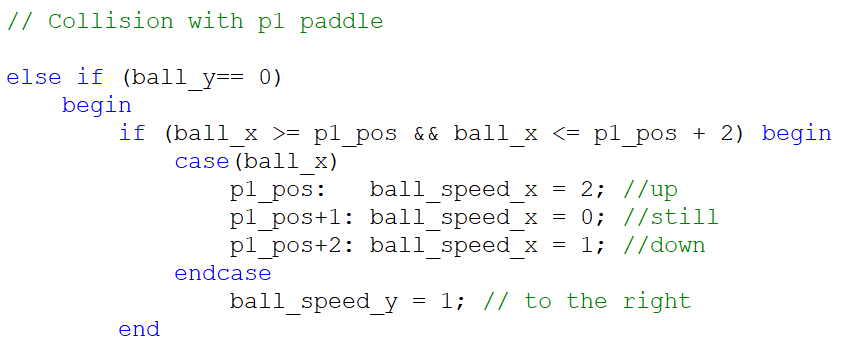 // Collision with p1 paddle
else if (ball_y== 0)
begin
if (ball_x >= p1_pos && ball_x <= p1_pos + 2) begin
case(ball_x)
p1_pos:   ball_speed_x = 2; //up
p1_pos+1: ball_speed_x = 0; //still
p1_pos+2: ball_speed_x = 1; //down
endcase
ball_speed_y = 1; // to the right
end